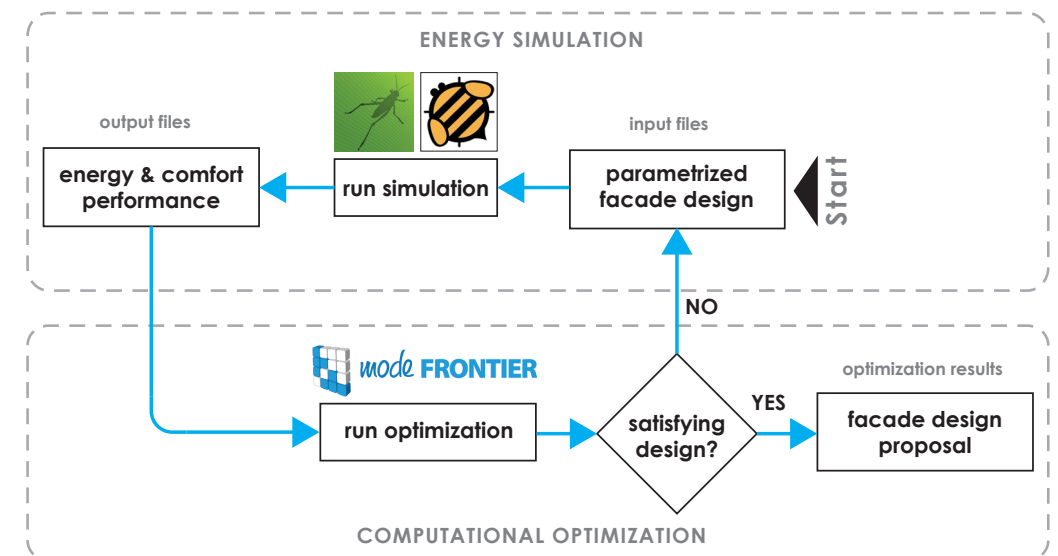 ENERGY SIMULATION
output files
input files
energy & comfort
performance
run simulation
parametrized
facade design
Start
NO
mode FRONTIER
optimization results
run optimization
satisfying
design?
YES
facade design
proposal
COMPUTATIONAL OPTIMIZATION